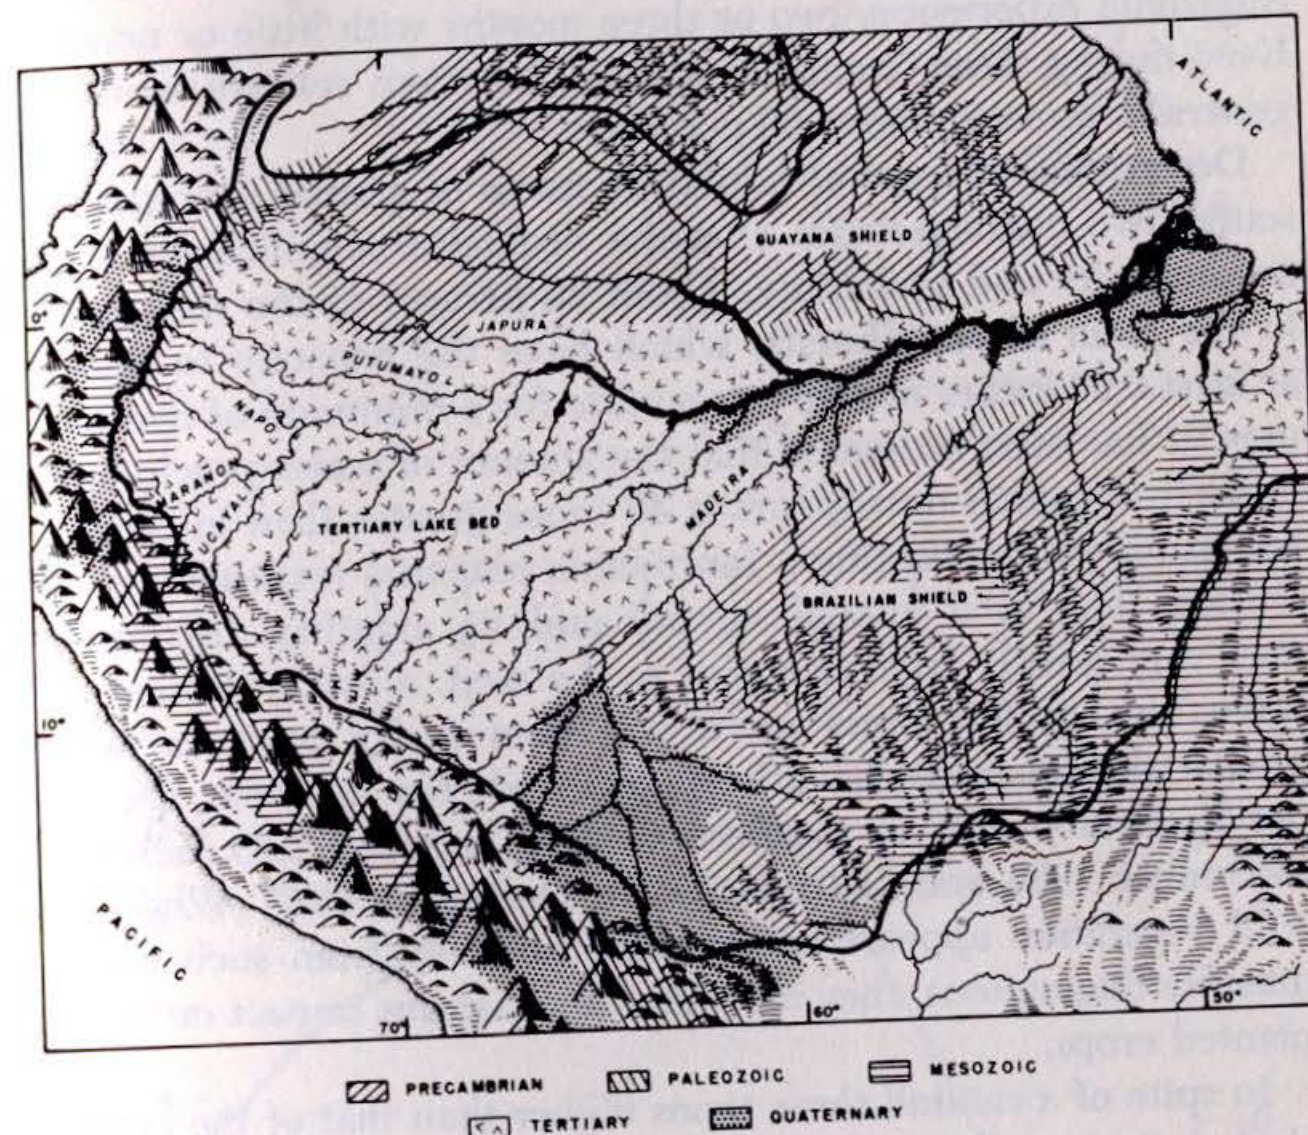 ATLANTIC
GUAYANA SHIELD
0°
JAPURÁ
PUTUMAYO
NAPO
MARAÑON
UCAYALI
TERTIARY LAKE BED
MADEIRA
BRAZILIAN SHIELD
10°
PACIFIC
70°
60°
50°
PRECAMBRIAN
PALEOZOIC
MESOZOIC
TERTIARY
QUATERNARY